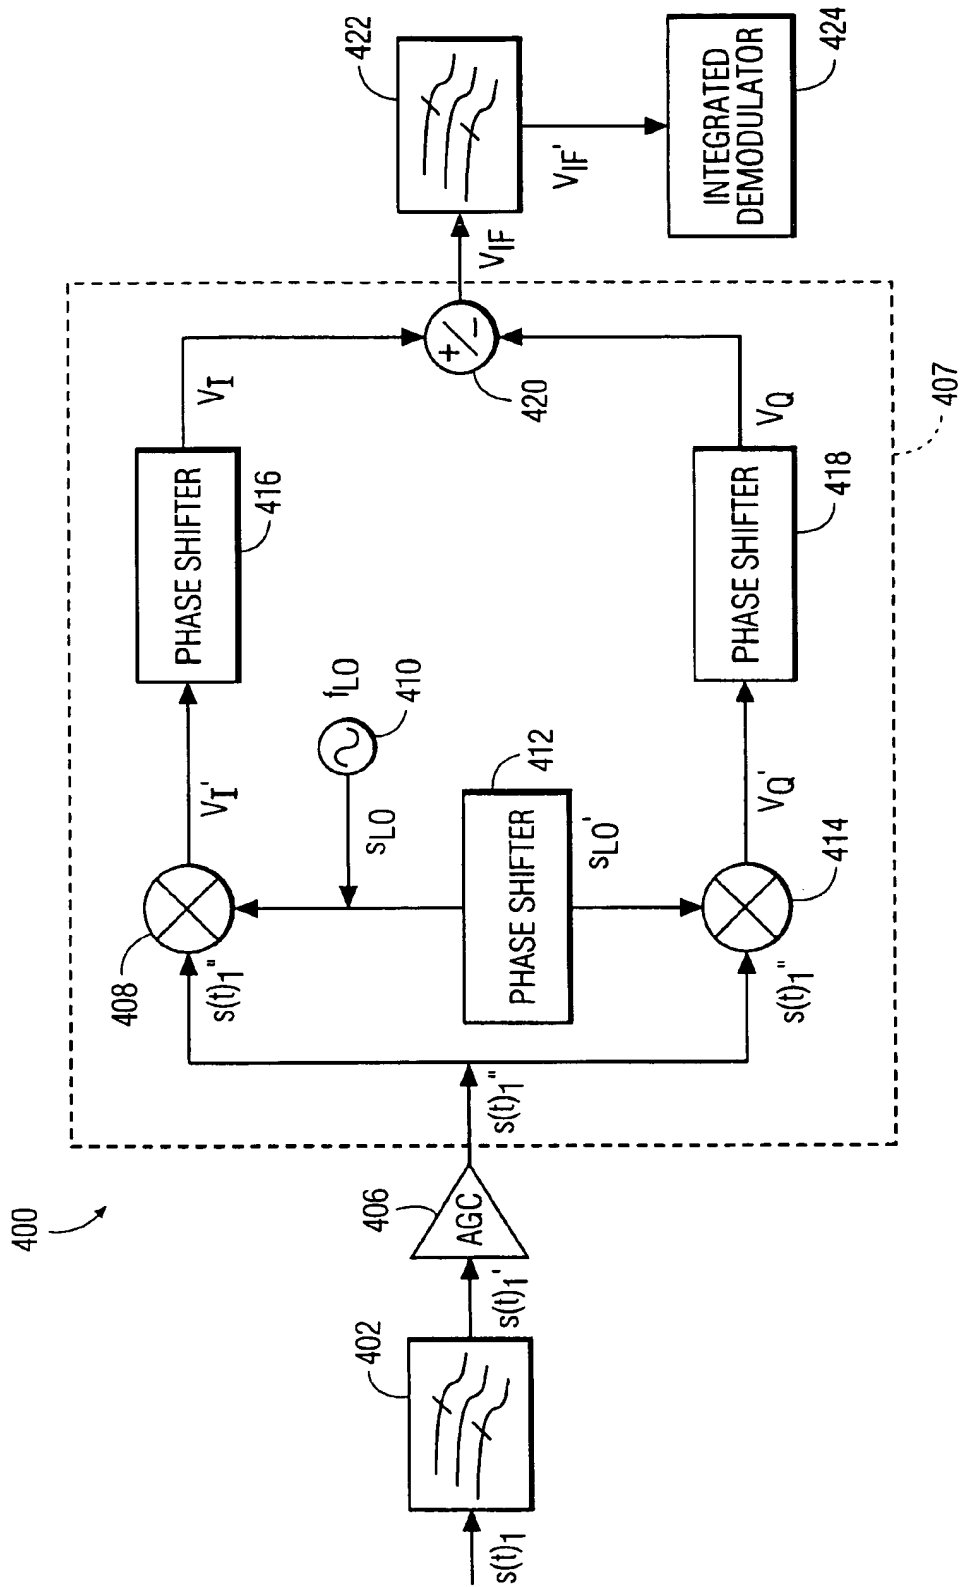 400
s(t)1
402
s(t)1'
406
AGC
s(t)1"
408
s(t)1"
VI'
PHASE SHIFTER
416
VI
fLO
410
sLO
412
PHASE SHIFTER
sLO'
s(t)1"
414
VQ'
PHASE SHIFTER
418
VQ
+/-
420
407
VIF
422
VIF'
INTEGRATED
DEMODULATOR
424